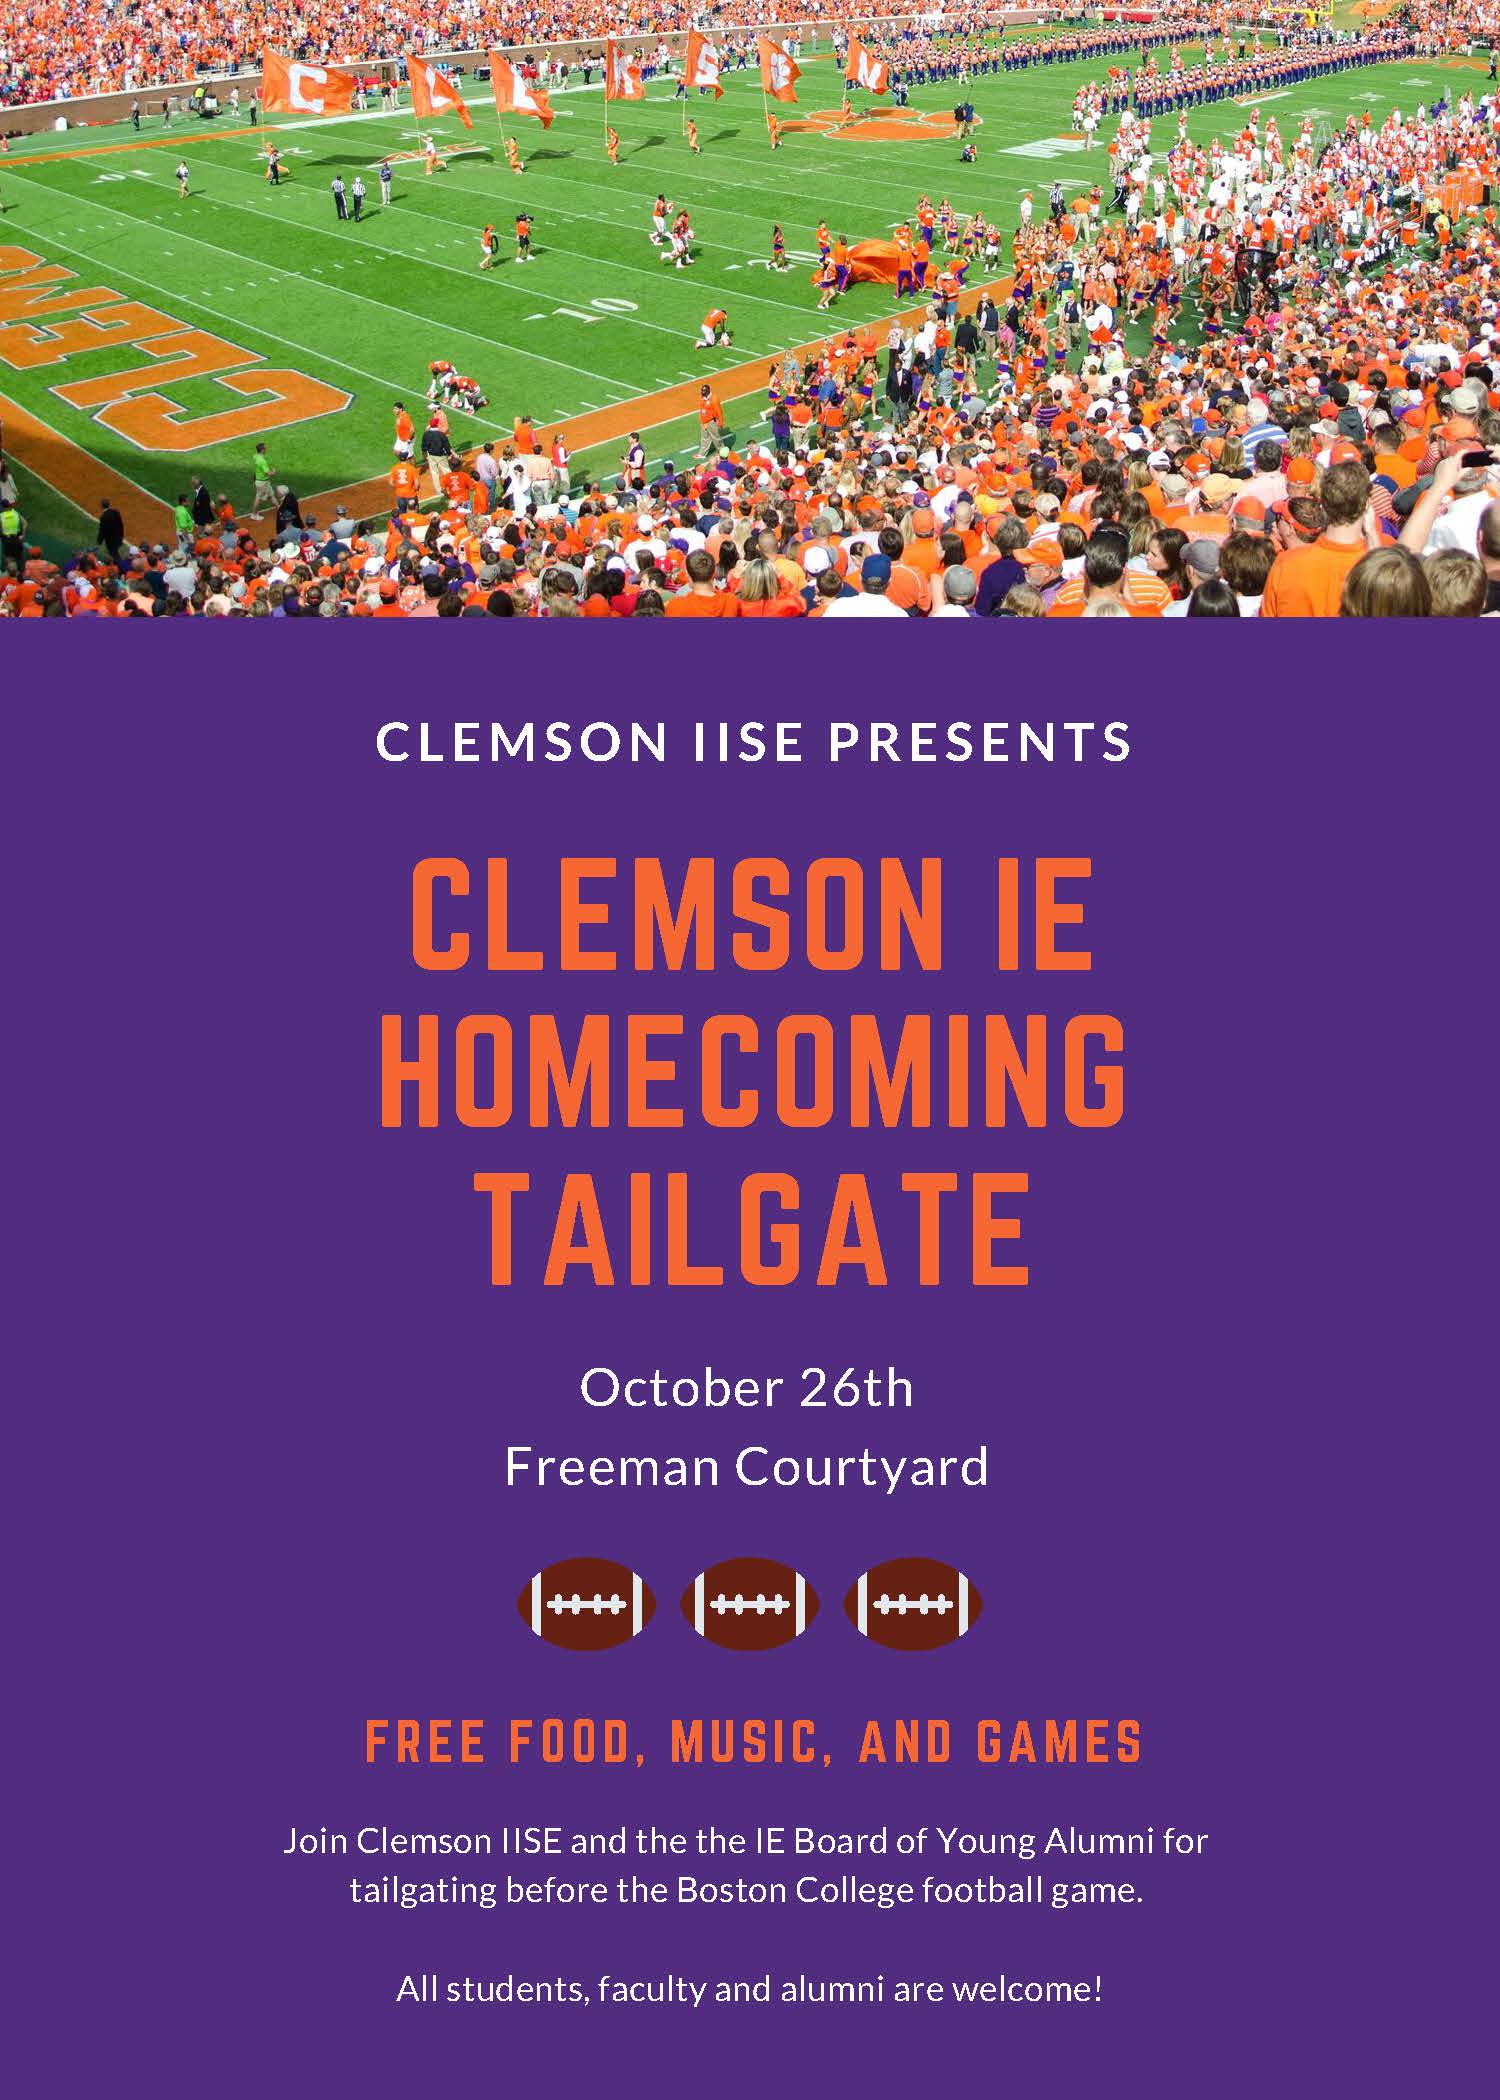 CLEM
10
CLEMSON IISE PRESENTS
CLEMSON IE
HOMECOMING
TAILGATE
October 26th
Freeman Courtyard
FREE FOOD, MUSIC, AND GAMES
Join Clemson IISE and the the IE Board of Young Alumni for
tailgating before the Boston College football game.
All students, faculty and alumni are welcome!